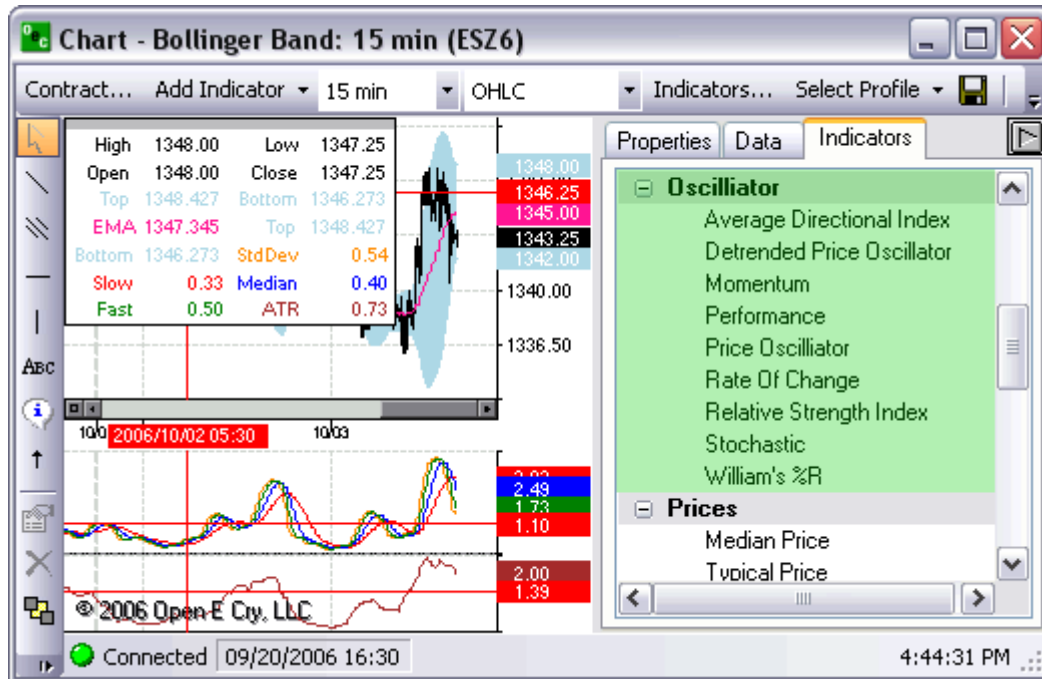 Oec Chart - Bollinger Band: 15 min (ESZ6)
Contract... Add Indicator 15 min OHLC Indicators... Select Profile
High 1348.00 Low 1347.25
Open 1348.00 Close 1347.25
Top 1348.427 Bottom 1346.273
EMA 1347.345 Top 1348.427
Bottom 1346.273 StdDev 0.54
Slow 0.33 Median 0.40
Fast 0.50 ATR 0.73
ABC
1348.00
1346.25
1345.00
1343.25
1342.00
1340.00
1336.50
10/0 2006/10/02 05:30 10/03
2.49
1.73
1.10
2.00
1.39
© 2006 Open E Cry, LLC
Properties Data Indicators
Oscilliator
Average Directional Index
Detrended Price Oscillator
Momentum
Performance
Price Oscilliator
Rate Of Change
Relative Strength Index
Stochastic
William's %R
Prices
Median Price
Typical Price
Connected 09/20/2006 16:30 4:44:31 PM